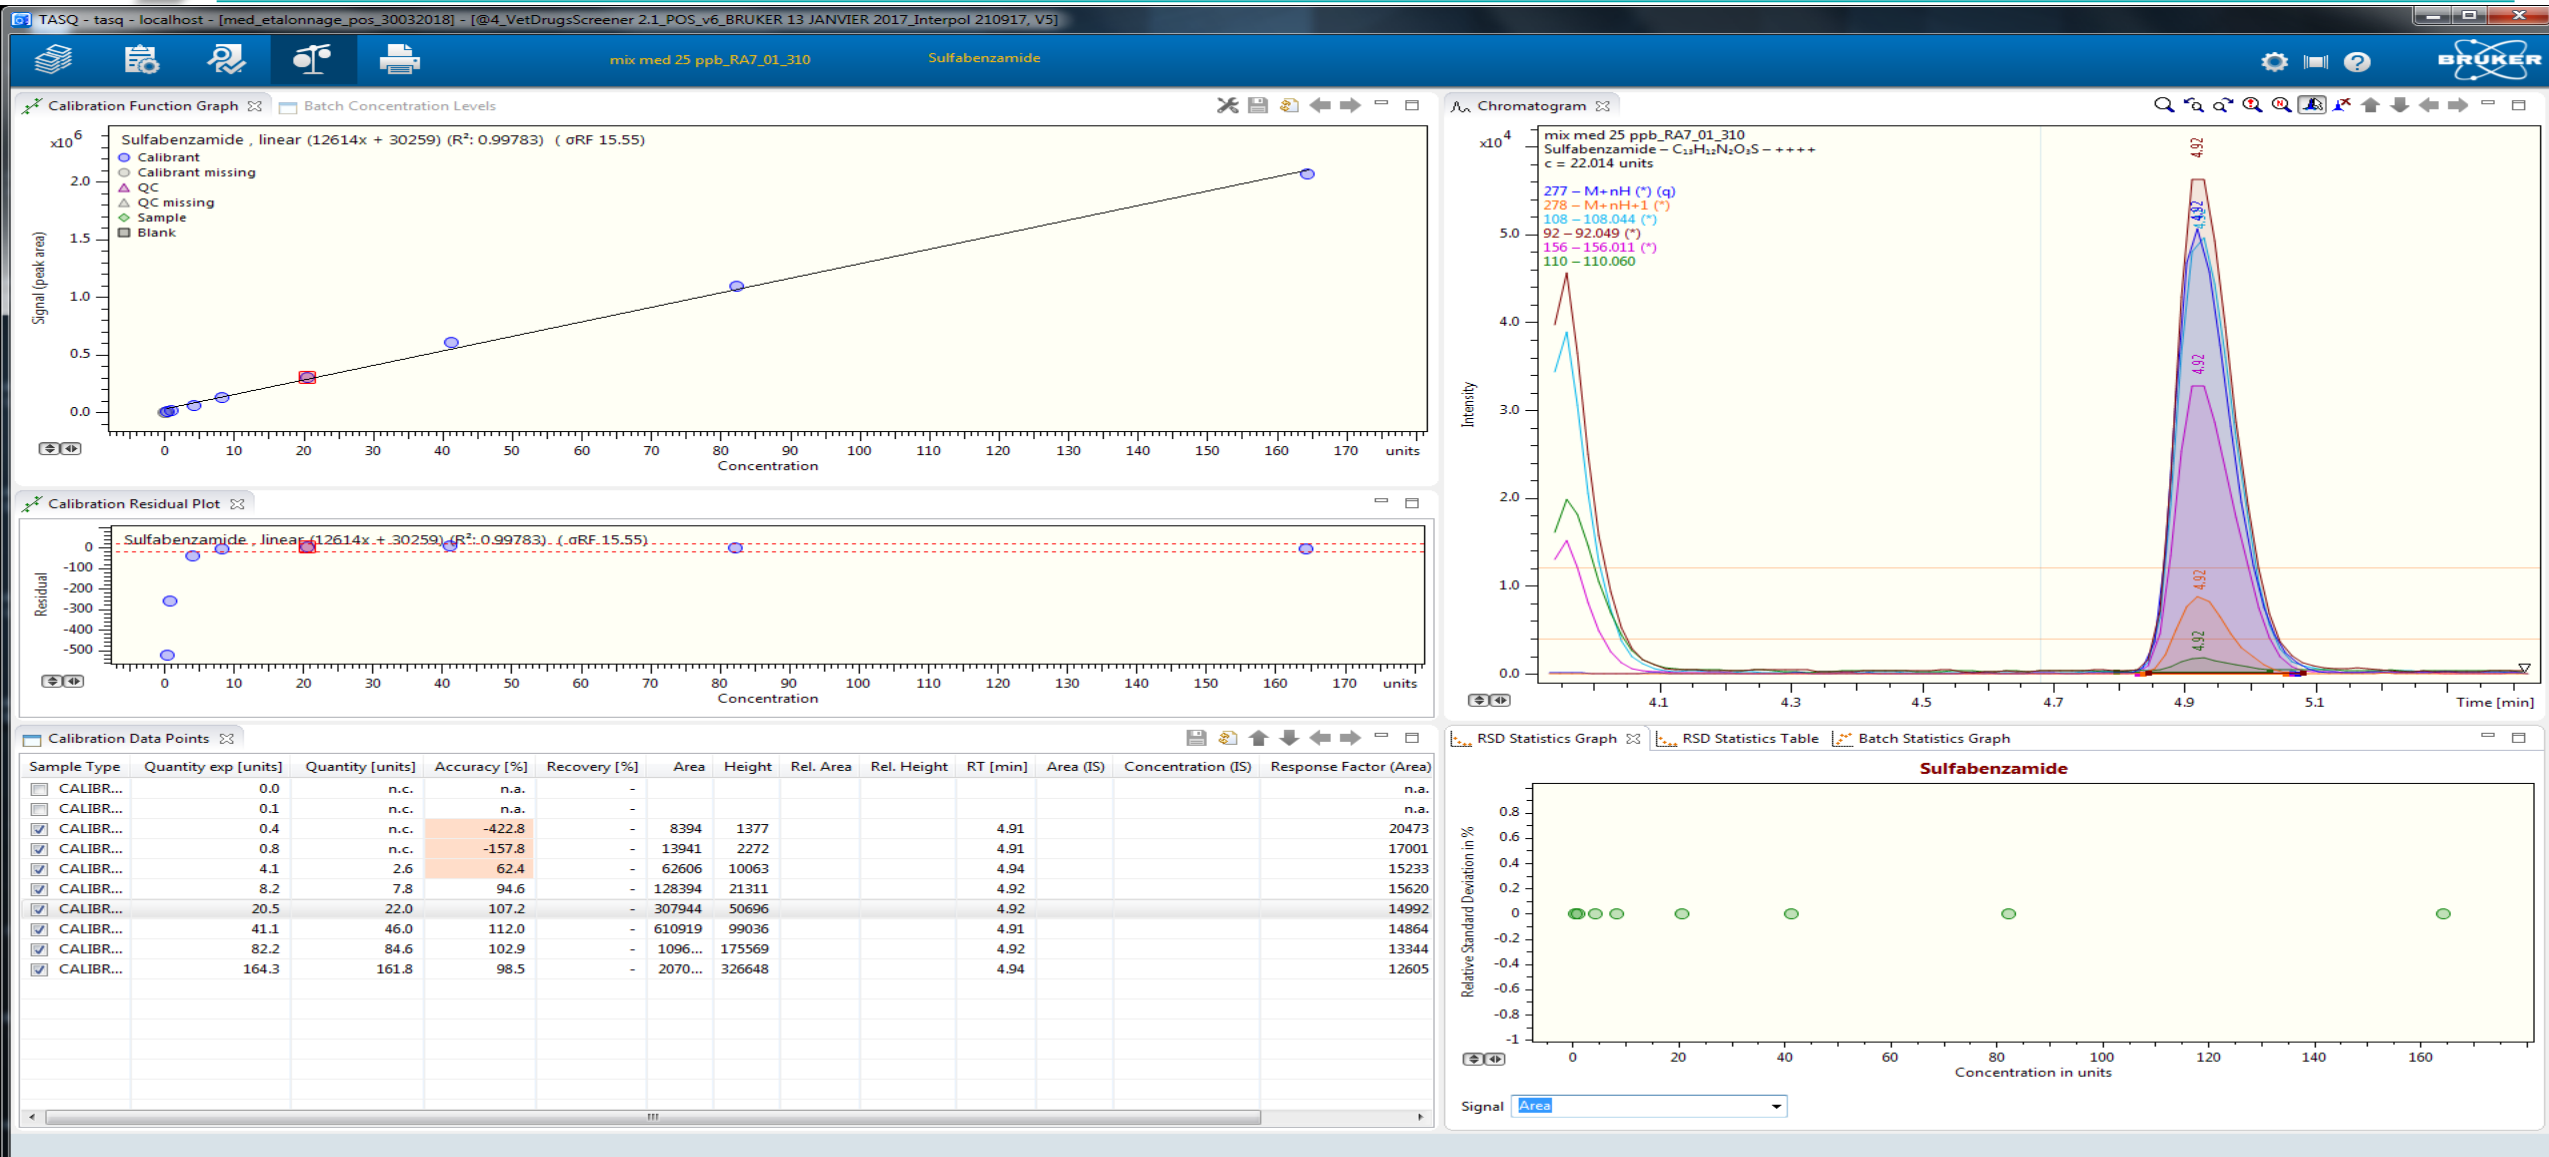 TASQ - tasq - localhost - [med_etalonnage_pos_30032018] - [@4_VetDrugsScreener 2.1_POS_v6_BRUKER 13 JANVIER 2017_Interpol 210917, V5]
mix med 25 ppb_RA7_01_310 Sulfabenzamide BRUKER
Calibration Function Graph Batch Concentration Levels
x10 6
Sulfabenzamide , linear (12614x + 30259) (R²: 0.99783) ( σRF 15.55)
Calibrant
Calibrant missing
QC
QC missing
Sample
Blank
2.0
1.5
1.0
0.5
0.0
Signal (peak area)
0 10 20 30 40 50 60 70 80 90 100 110 120 130 140 150 160 170 units
Concentration
Calibration Residual Plot
Sulfabenzamide , linear (12614x + 30259) (R²: 0.99783) ( σRF 15.55)
0
-100
-200
-300
-400
-500
Residual
0 10 20 30 40 50 60 70 80 90 100 110 120 130 140 150 160 170 units
Concentration
Calibration Data Points
Sample Type Quantity exp [units] Quantity [units] Accuracy [%] Recovery [%] Area Height Rel. Area Rel. Height RT [min] Area (IS) Concentration (IS) Response Factor (Area)
CALIBR... 0.0 n.c. n.a. - n.a.
CALIBR... 0.1 n.c. n.a. - n.a.
CALIBR... 0.4 n.c. -422.8 - 8394 1377 4.91 20473
CALIBR... 0.8 n.c. -157.8 - 13941 2272 4.91 17001
CALIBR... 4.1 2.6 62.4 - 62606 10063 4.94 15233
CALIBR... 8.2 7.8 94.6 - 128394 21311 4.92 15620
CALIBR... 20.5 22.0 107.2 - 307944 50696 4.92 14992
CALIBR... 41.1 46.0 112.0 - 610919 99036 4.91 14864
CALIBR... 82.2 84.6 102.9 - 1096... 175569 4.92 13344
CALIBR... 164.3 161.8 98.5 - 2070... 326648 4.94 12605
Chromatogram
x10 4
mix med 25 ppb_RA7_01_310
Sulfabenzamide – C₁₃H₁₂N₂O₃S – ++++
c = 22.014 units
277 – M+nH (*) (q)
278 – M+nH+1 (*)
108 – 108.044 (*)
92 – 92.049 (*)
156 – 156.011 (*)
110 – 110.060
4.92
4.92
4.92
4.92
4.92
5.0
4.0
3.0
2.0
1.0
0.0
Intensity
4.1 4.3 4.5 4.7 4.9 5.1 Time [min]
RSD Statistics Graph RSD Statistics Table Batch Statistics Graph
Sulfabenzamide
0.8
0.6
0.4
0.2
0
-0.2
-0.4
-0.6
-0.8
-1
Relative Standard Deviation in %
0 20 40 60 80 100 120 140 160
Concentration in units
Signal Area